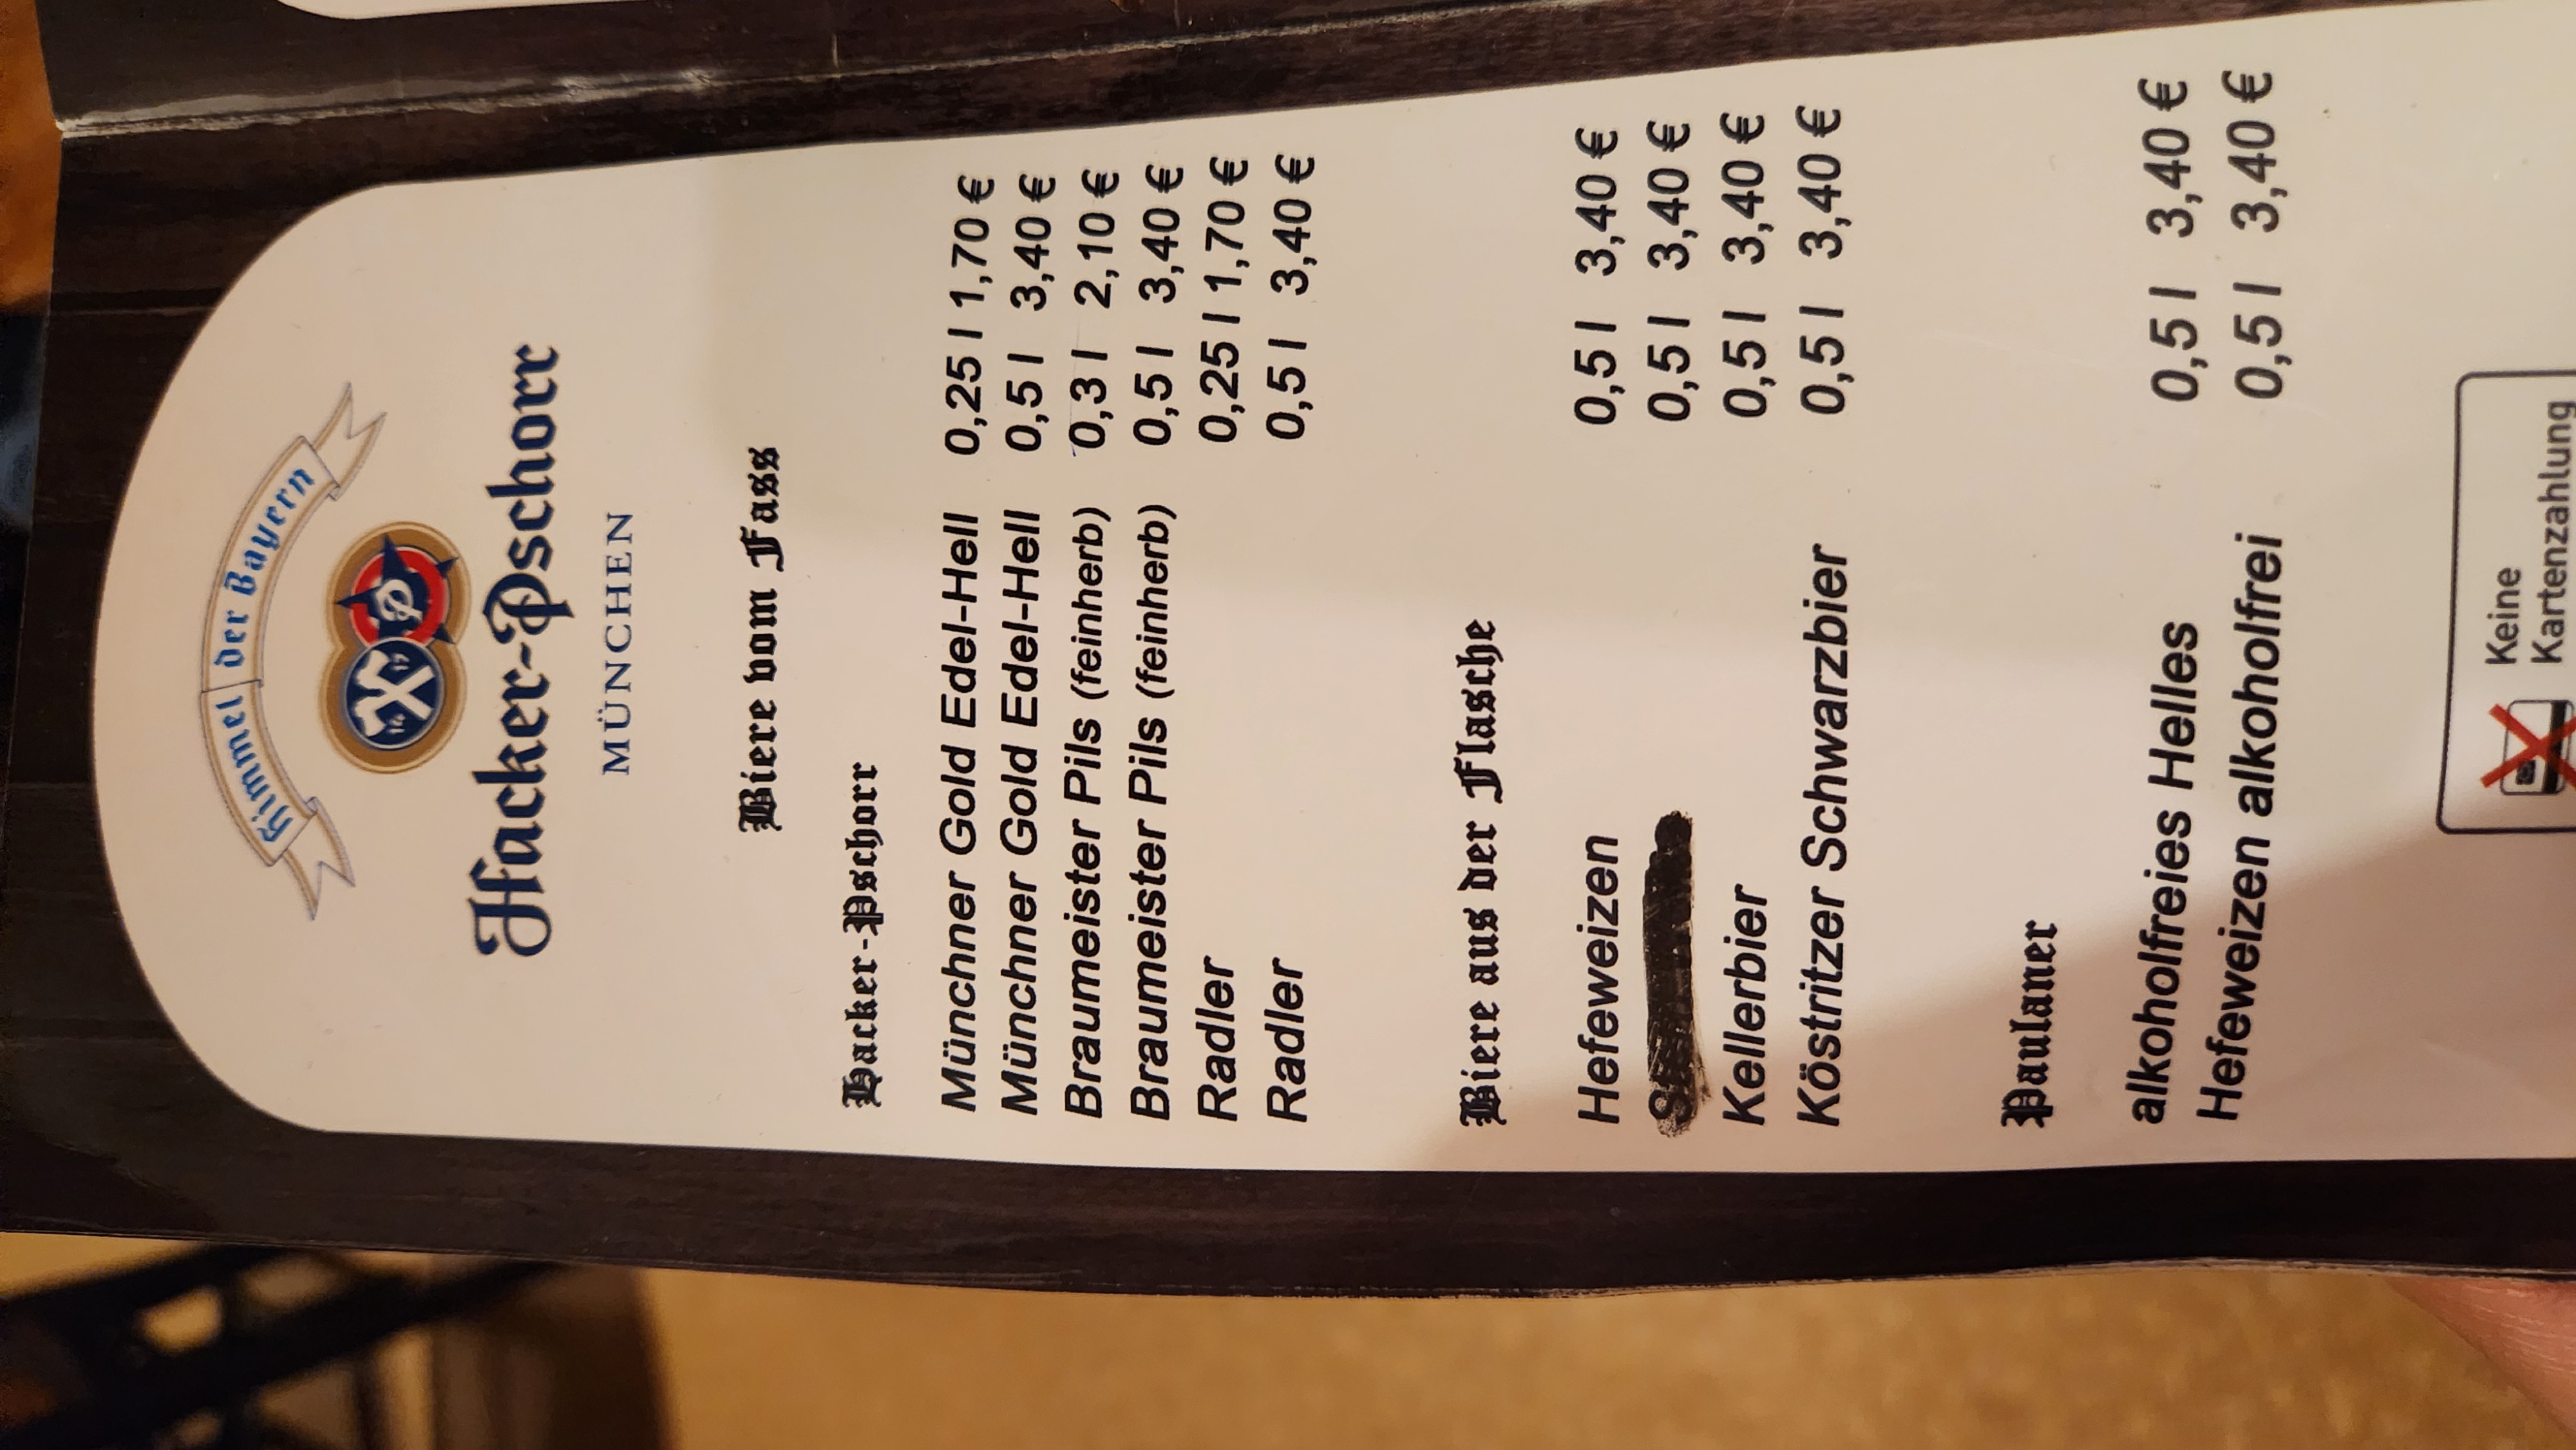 Himmel der Bayern
Hacker-Pschorr
MÜNCHEN
Biere vom Fass
Hacker-Pschorr
Münchner Gold Edel-Hell 0,25 l 1,70 €
Münchner Gold Edel-Hell 0,5 l 3,40 €
Braumeister Pils (feinherb) 0,3 l 2,10 €
Braumeister Pils (feinherb) 0,5 l 3,40 €
Radler 0,25 l 1,70 €
Radler 0,5 l 3,40 €
Biere aus der Flasche
Hefeweizen 0,5 l 3,40 €
0,5 l 3,40 €
Kellerbier 0,5 l 3,40 €
Köstritzer Schwarzbier 0,5 l 3,40 €
Paulaner
alkoholfreies Helles 0,5 l 3,40 €
Hefeweizen alkoholfrei 0,5 l 3,40 €
Keine
Kartenzahlung